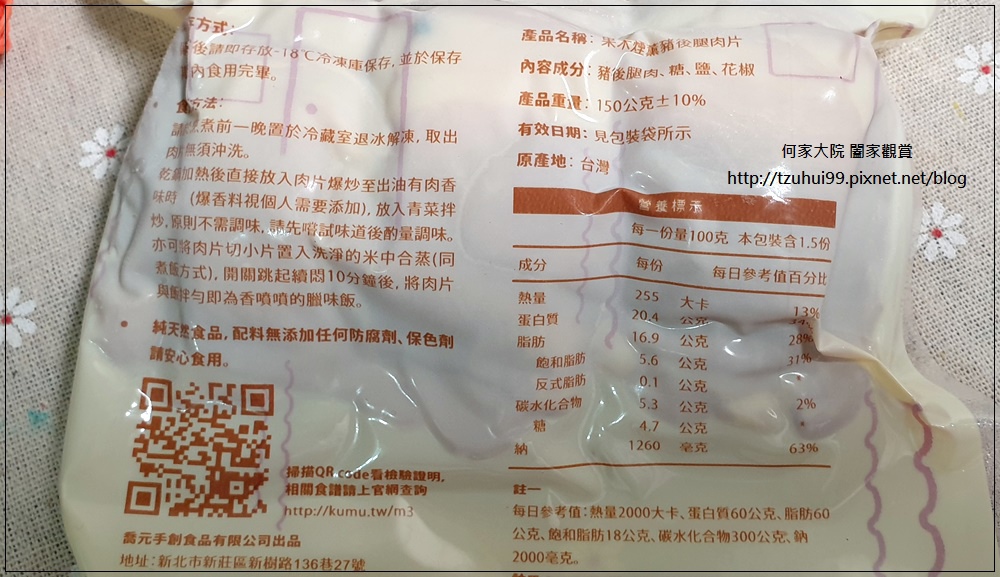 存方式:
後請即存放-18℃冷凍庫保存, 並於保存
內食用完畢。
食方法:
煮前一晚置於冷藏室退冰解凍, 取出
肉 無須沖洗。
乾鍋加熱後直接放入肉片爆炒至出油有肉香
味時 (爆香料視個人需要添加), 放入青菜拌
炒, 原則不需調味, 請先嚐試味道後酌量調味。
亦可將肉片切小片置入洗淨的米中合蒸(同
煮飯方式), 開關跳起續悶10分鐘後, 將肉片
與飯拌勻即為香噴噴的臘味飯。
純天然食品, 配料無添加任何防腐劑、保色劑
請安心食用。
掃描QR code看檢驗證明,
相關食譜請上官網查詢
http://kumu.tw/m3
喬元手創食品有限公司出品
地址: 新北市新莊區新樹路136巷27號
產品名稱: 果木煙燻豬後腿肉片
內容成分: 豬後腿肉、糖、鹽、花椒
產品重量: 150公克±10%
有效日期: 見包裝袋所示
原產地: 台灣
營養標示
每一份量100克 本包裝含1.5份
成分 每份 每日參考值百分比
熱量 255 大卡 13%
蛋白質 20.4 公克 34%
脂肪 16.9 公克 28%
飽和脂肪 5.6 公克 31%
反式脂肪 0.1 公克 *
碳水化合物 5.3 公克 2%
糖 4.7 公克 *
鈉 1260 毫克 63%
註一
每日參考值: 熱量2000大卡、蛋白質60公克、脂肪60
公克、飽和脂肪18公克、碳水化合物300公克、鈉
2000毫克。
何家大院 闔家觀賞
http://tzuhui99.pixnet.net/blog